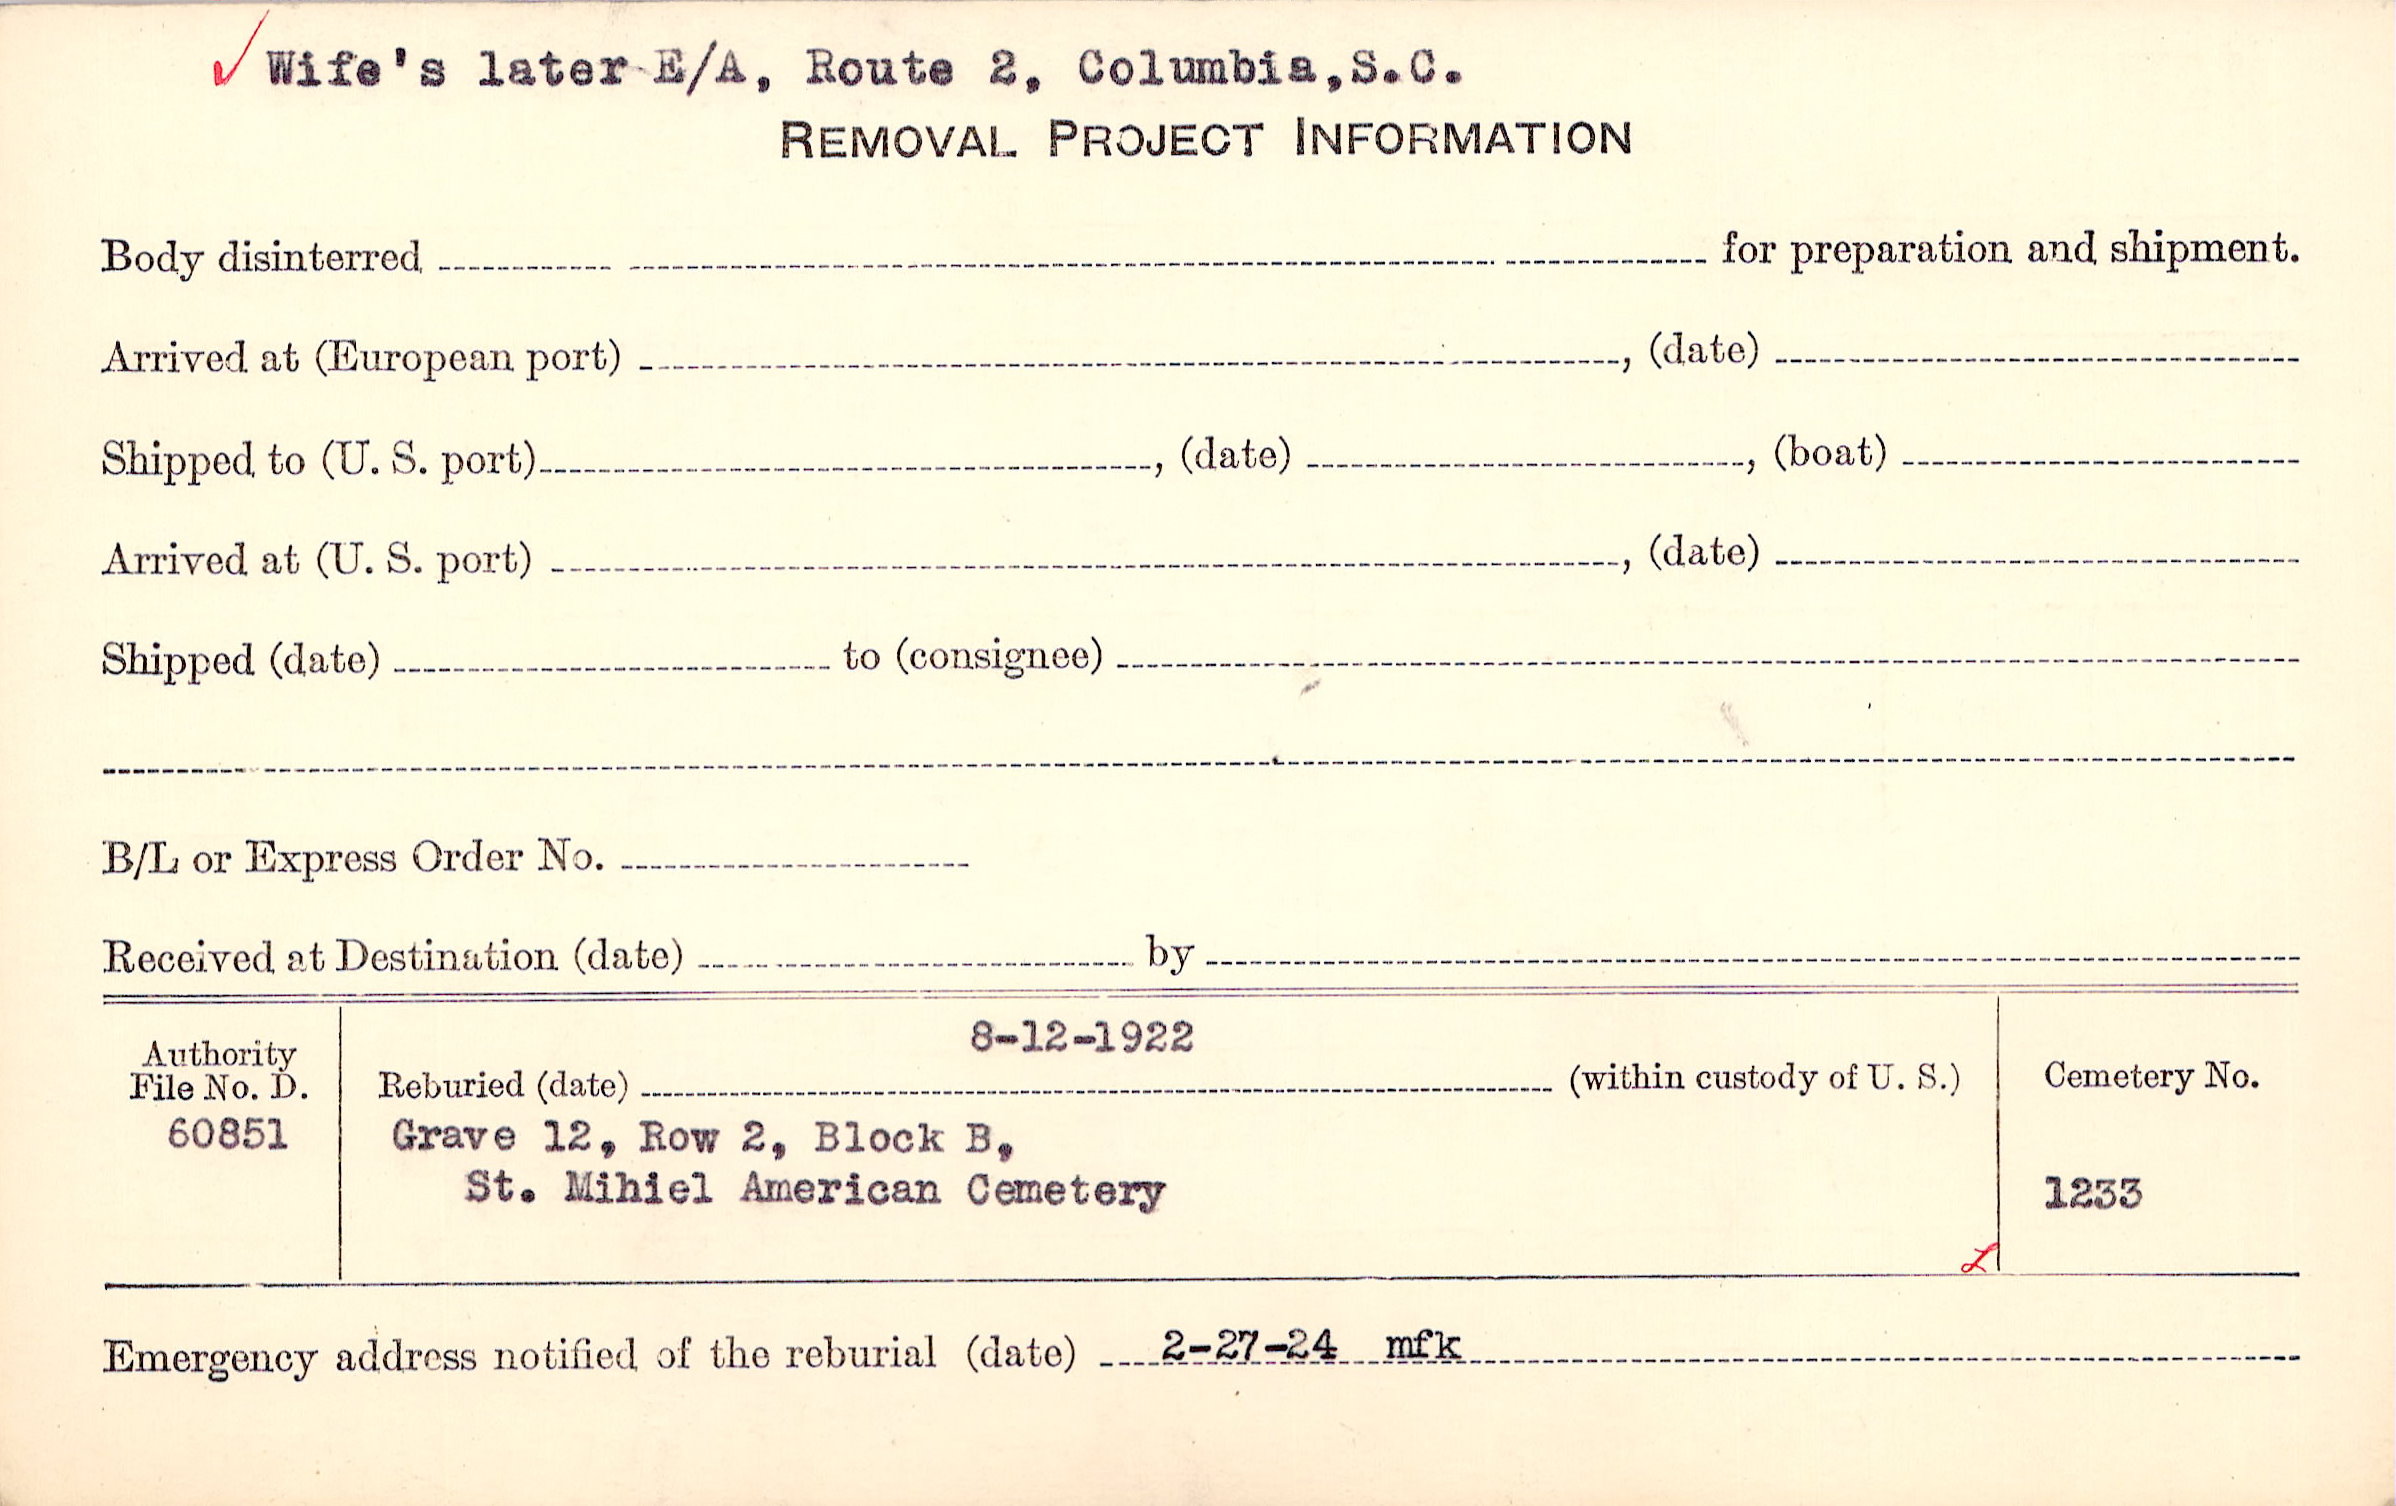 Wife's later E/A, Route 2, Columbia,S.C.
REMOVAL PROJECT INFORMATION
Body disinterred ---------- for preparation and shipment.
Arrived at (European port) ----------, (date) ----------
Shipped to (U. S. port)----------, (date) ----------, (boat) ----------
Arrived at (U. S. port) ----------, (date) ----------
Shipped (date) ---------- to (consignee) ----------
B/L or Express Order No. ----------
Received at Destination (date) ---------- by ----------
8-12-1922
Authority
File No. D.
60851
Reburied (date) ---------- (within custody of U. S.)
Grave 12, Row 2, Block B,
St. Mihiel American Cemetery
Cemetery No.
1233
L
Emergency address notified of the reburial (date) 2-27-24 mfk